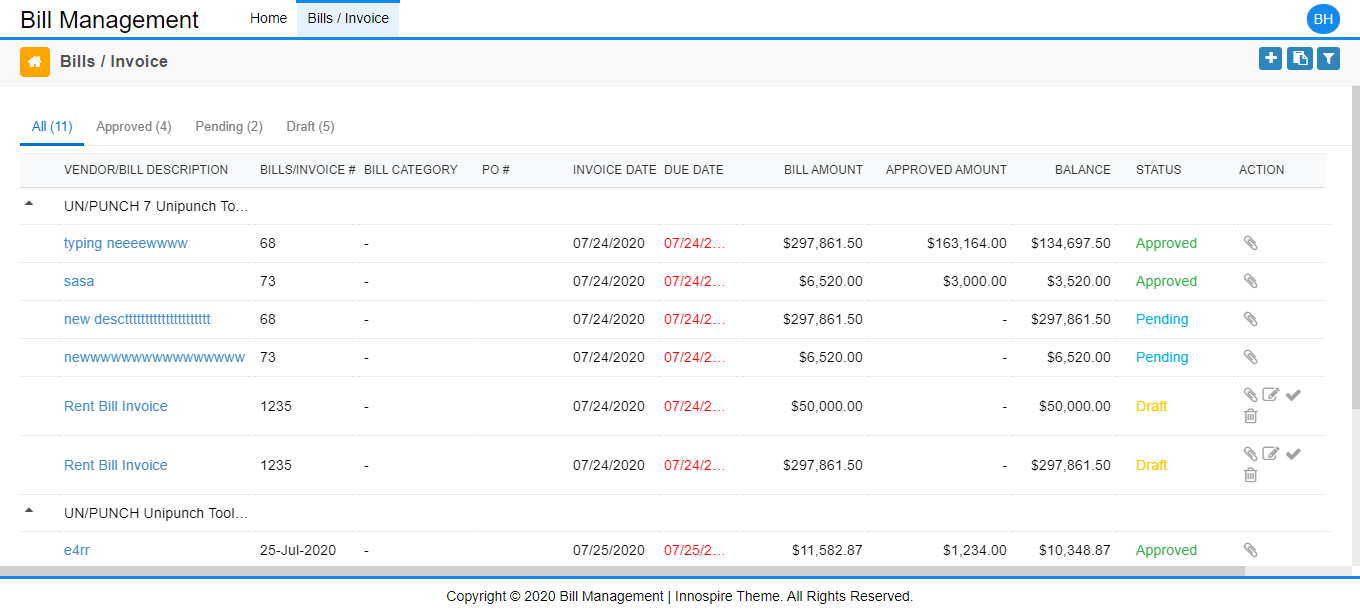 Bill Management Home Bills / Invoice BH
Bills / Invoice
All (11) Approved (4) Pending (2) Draft (5)
VENDOR/BILL DESCRIPTION BILLS/INVOICE # BILL CATEGORY PO # INVOICE DATE DUE DATE BILL AMOUNT APPROVED AMOUNT BALANCE STATUS ACTION
UN/PUNCH 7 Unipunch To...
typing neeeewwww 68 - 07/24/2020 07/24/2... $297,861.50 $163,164.00 $134,697.50 Approved
sasa 73 - 07/24/2020 07/24/2... $6,520.00 $3,000.00 $3,520.00 Approved
new desctttttttttttttttttttttt 68 - 07/24/2020 07/24/2... $297,861.50 - $297,861.50 Pending
newwwwwwwwwwwwwwww 73 - 07/24/2020 07/24/2... $6,520.00 - $6,520.00 Pending
Rent Bill Invoice 1235 - 07/24/2020 07/24/2... $50,000.00 - $50,000.00 Draft
Rent Bill Invoice 1235 - 07/24/2020 07/24/2... $297,861.50 - $297,861.50 Draft
UN/PUNCH Unipunch Tool...
e4rr 25-Jul-2020 - 07/25/2020 07/25/2... $11,582.87 $1,234.00 $10,348.87 Approved
Copyright © 2020 Bill Management | Innospire Theme. All Rights Reserved.